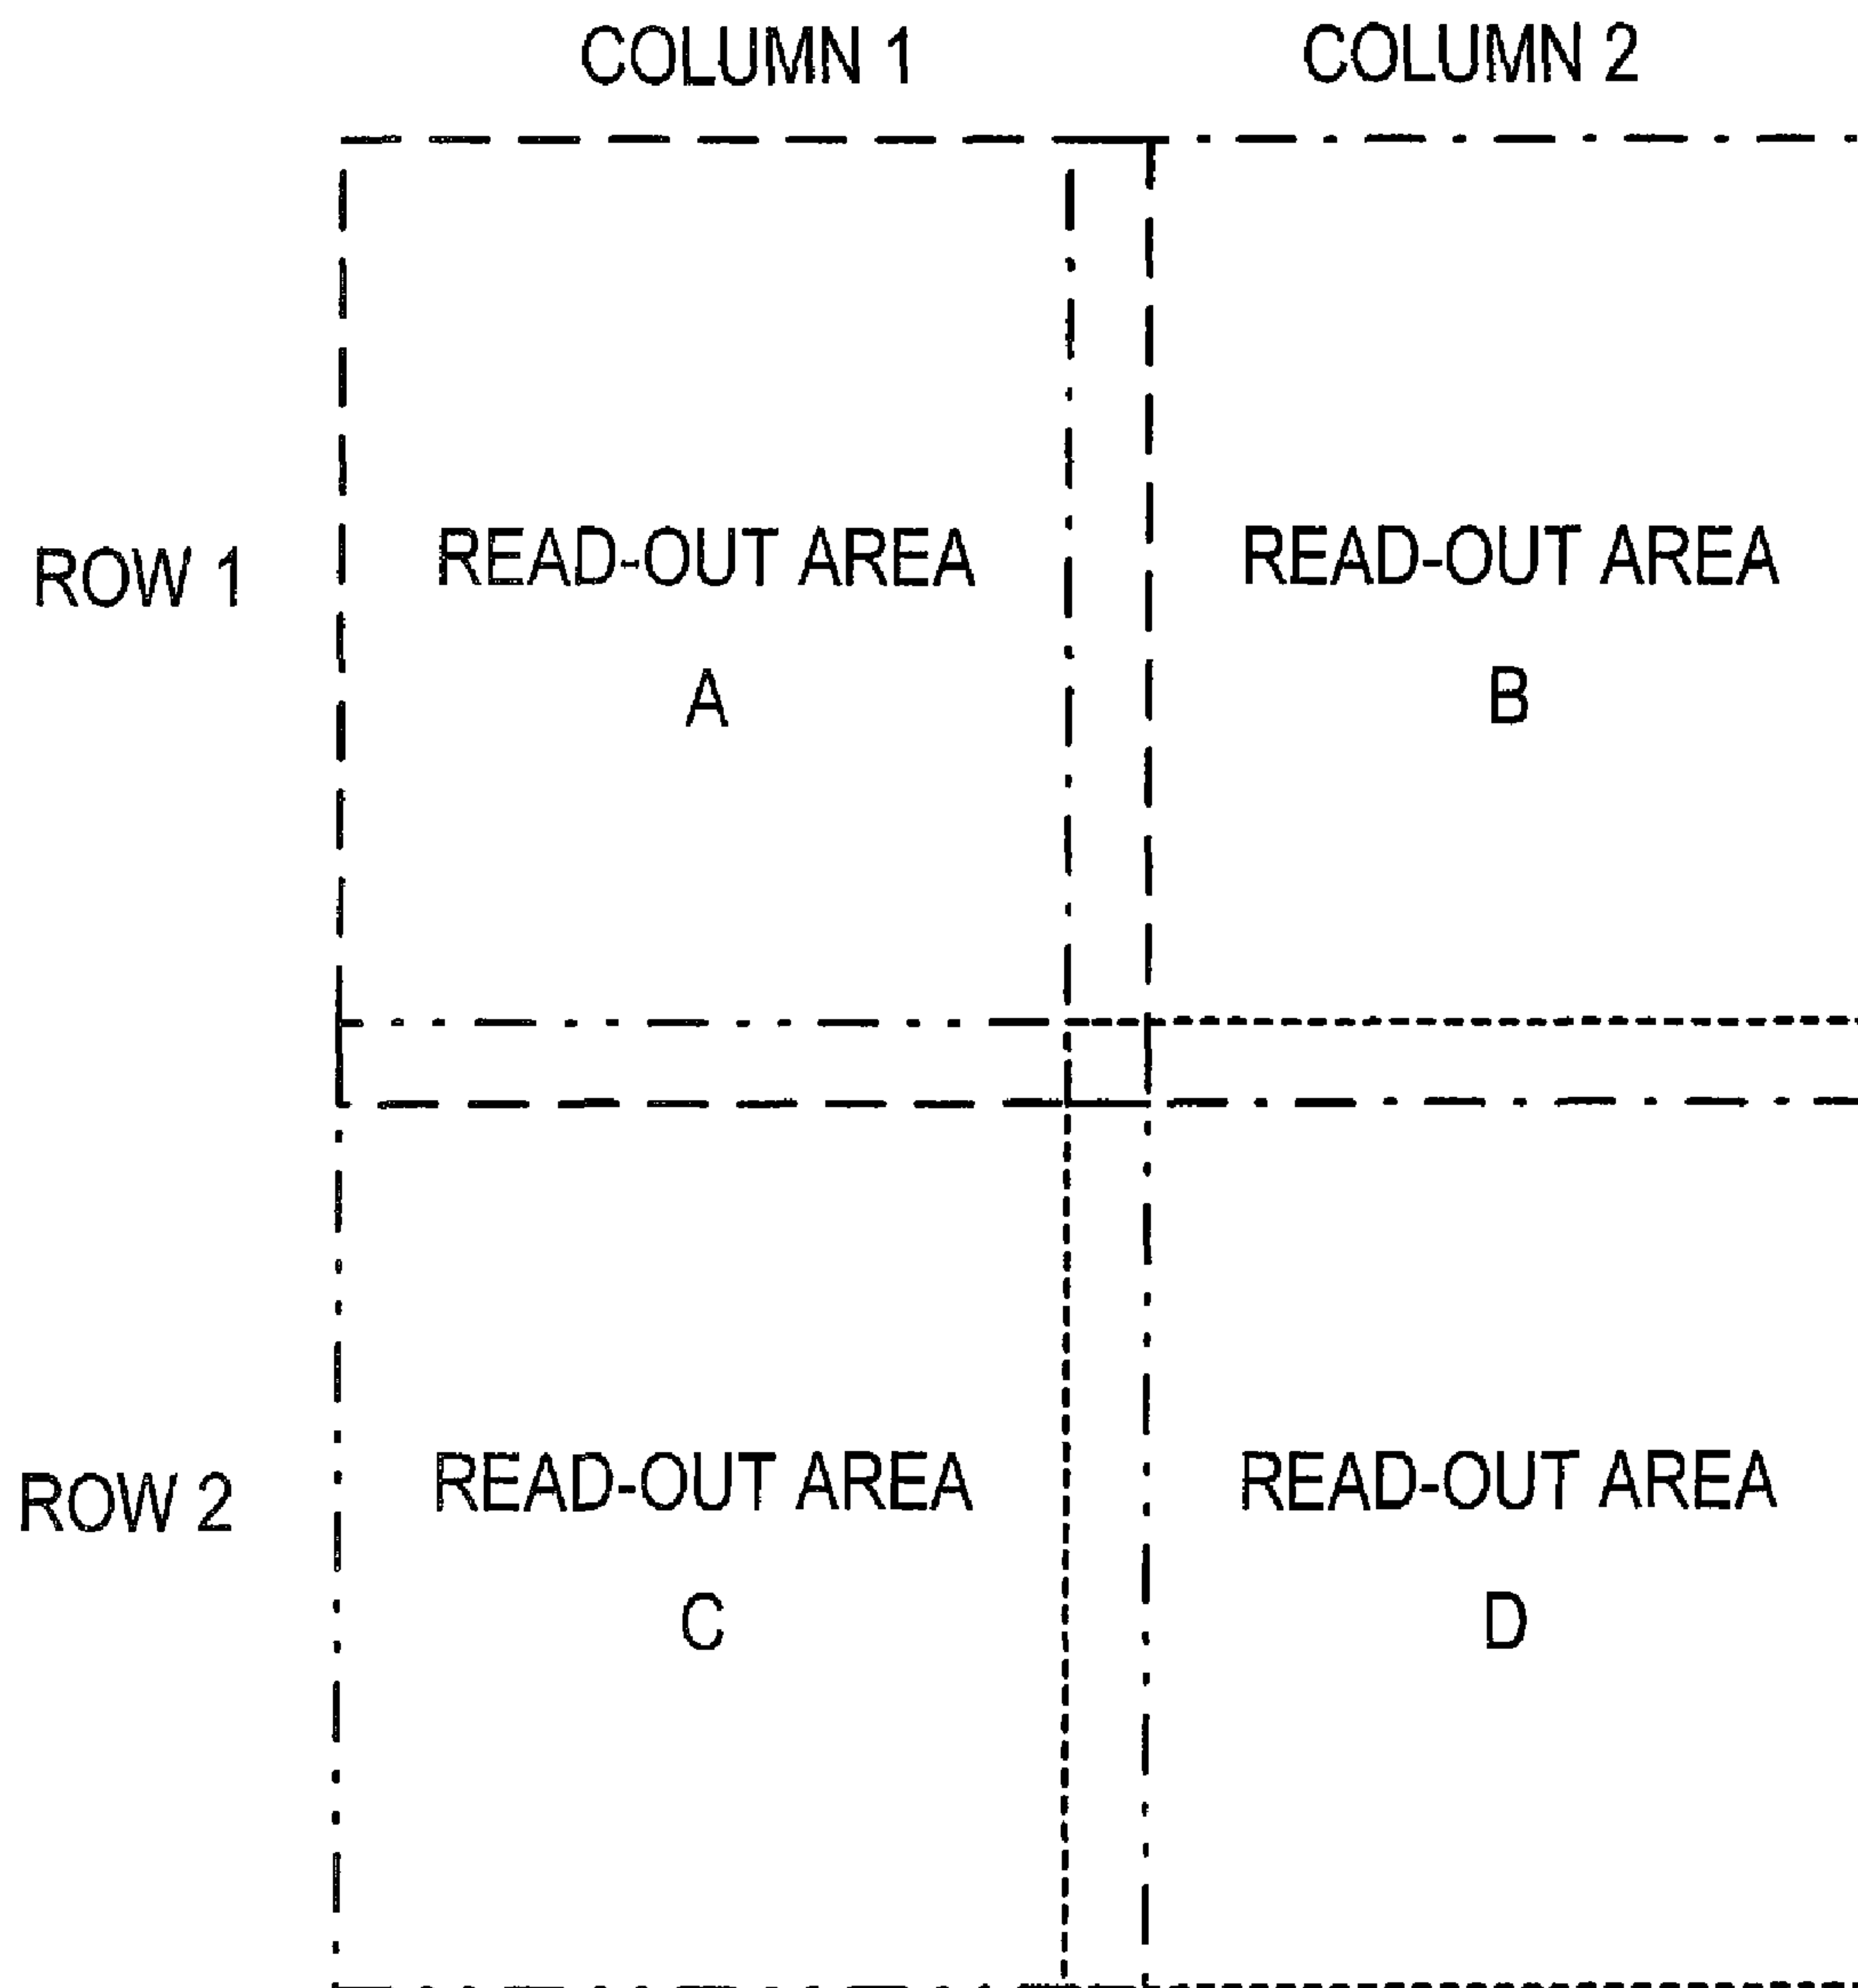 COLUMN 1 COLUMN 2
ROW 1
READ-OUT AREA
A
READ-OUT AREA
B
ROW 2
READ-OUT AREA
C
READ-OUT AREA
D